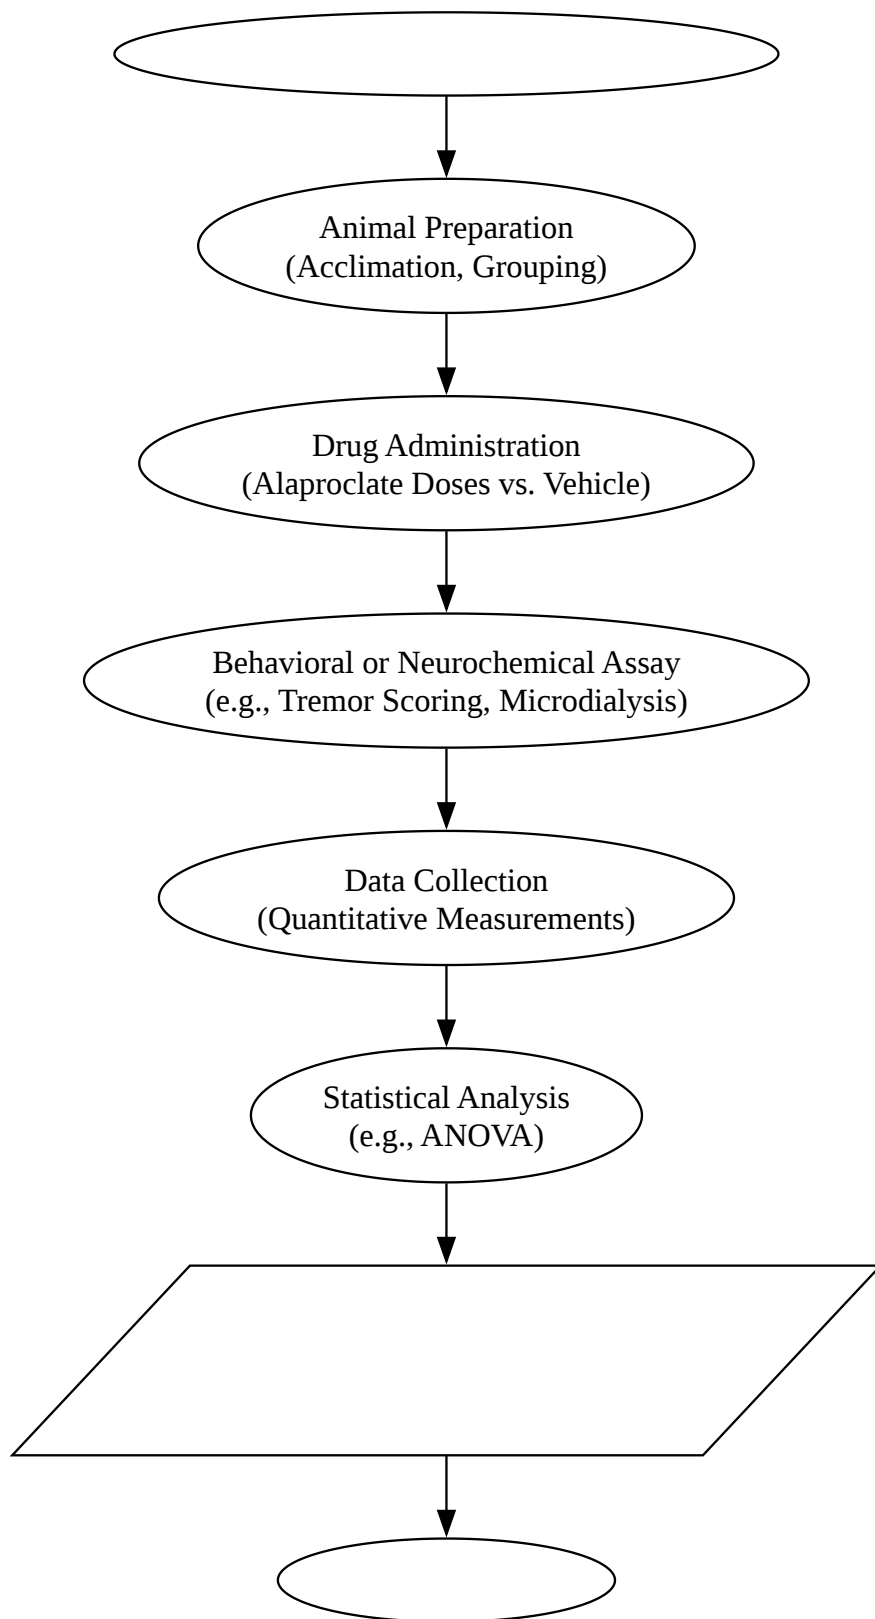 Animal Preparation
(Acclimation, Grouping)
Drug Administration
(Alaproclate Doses vs. Vehicle)
Behavioral or Neurochemical Assay
(e.g., Tremor Scoring, Microdialysis)
Data Collection
(Quantitative Measurements)
Statistical Analysis
(e.g., ANOVA)